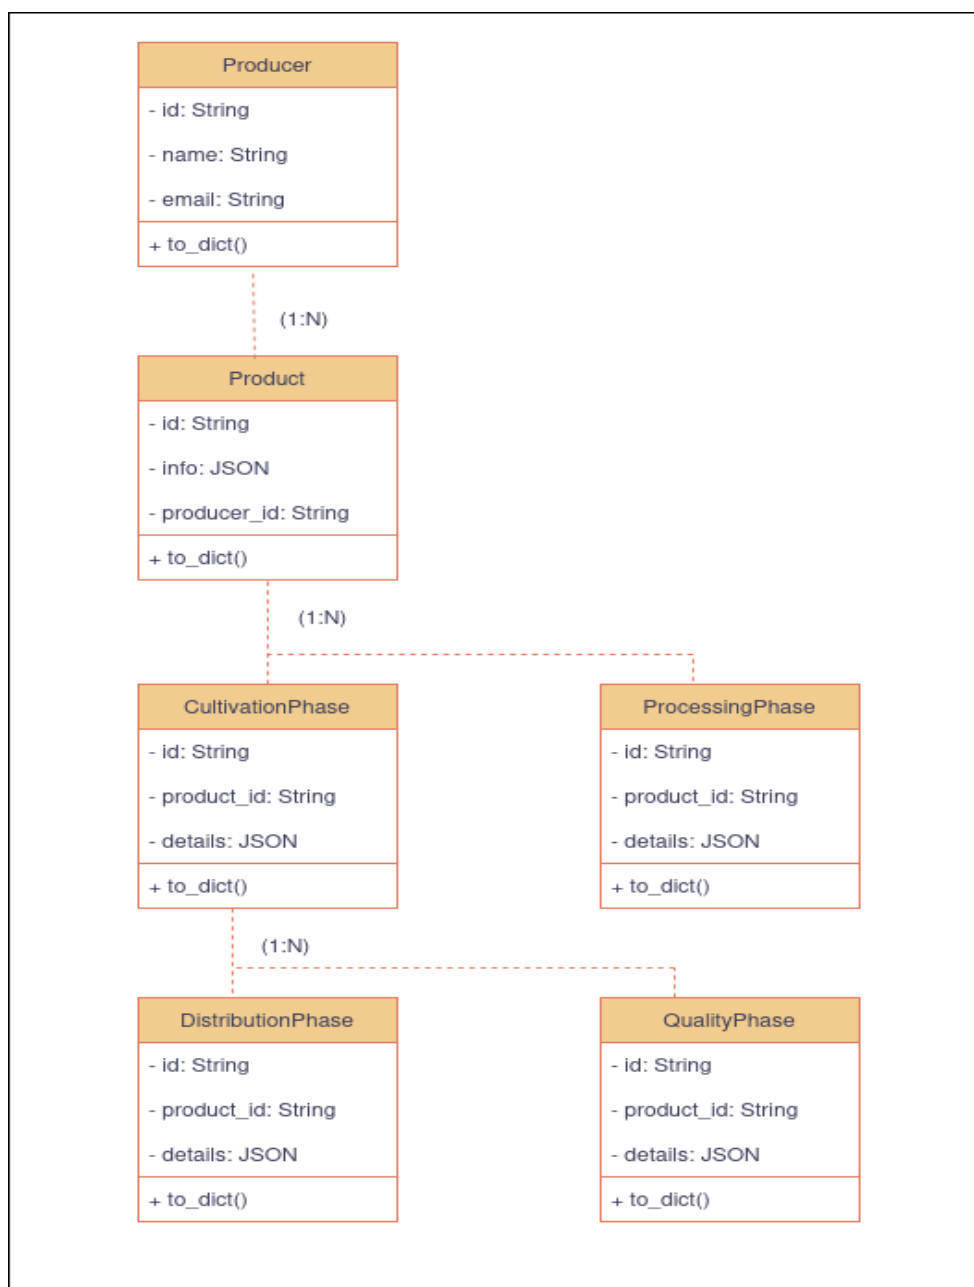 Producer
- id: String
- name: String
- email: String
+ to_dict()
(1:N)
Product
- id: String
- info: JSON
- producer_id: String
+ to_dict()
(1:N)
CultivationPhase
- id: String
- product_id: String
- details: JSON
+ to_dict()
ProcessingPhase
- id: String
- product_id: String
- details: JSON
+ to_dict()
(1:N)
DistributionPhase
- id: String
- product_id: String
- details: JSON
+ to_dict()
QualityPhase
- id: String
- product_id: String
- details: JSON
+ to_dict()